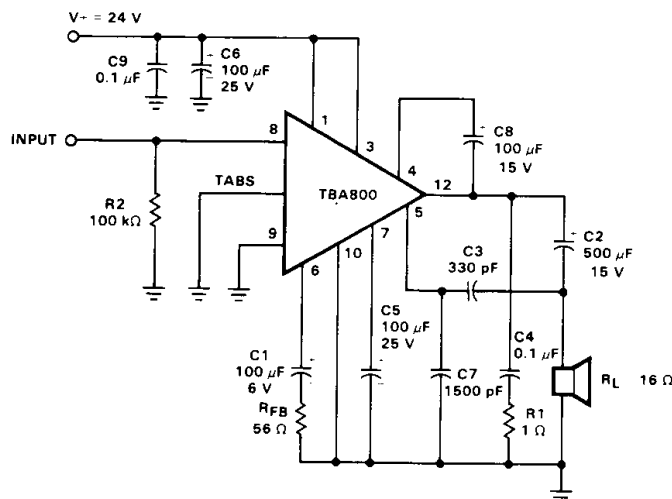 V+ = 24 V
C9
0.1 μF
C6
100 μF
25 V
+
−
1
3
INPUT
8
4
C8
100 μF
15 V
+
TABS
TBA800
12
R2
100 kΩ
9
5
7
10
6
C3
330 pF
C2
500 μF
15 V
+
C1
100 μF
6 V
+
−
C5
100 μF
25 V
+
−
C7
1500 pF
C4
0.1 μF
RFB
56 Ω
R1
1 Ω
RL 16 Ω